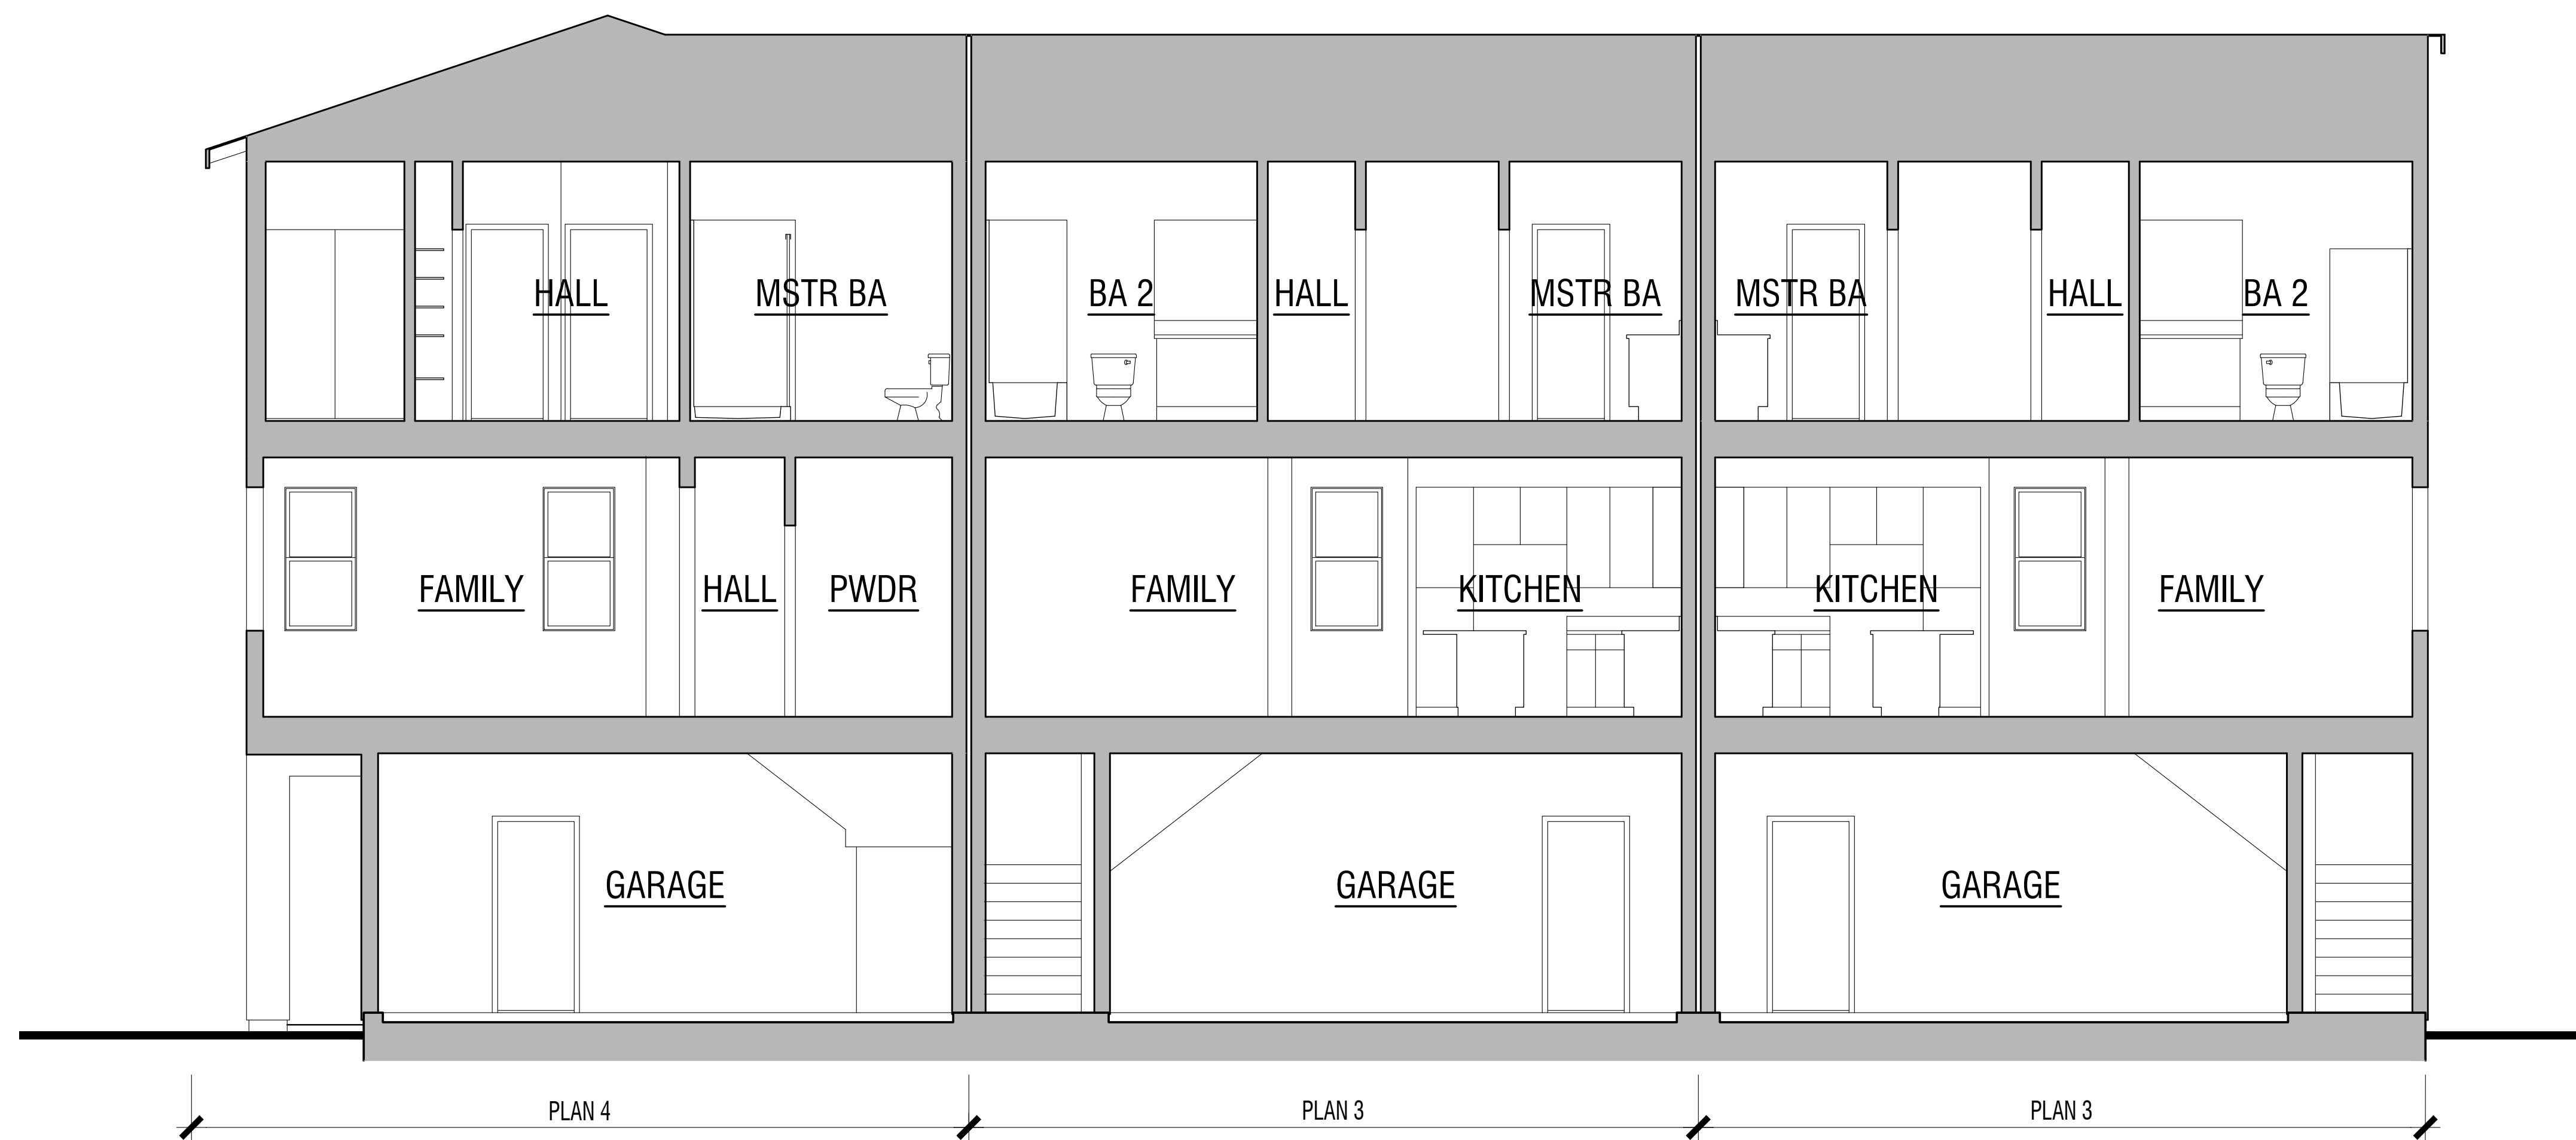 HALL MSTR BA BA 2 HALL MSTR BA MSTR BA HALL BA 2
FAMILY HALL PWDR FAMILY KITCHEN KITCHEN FAMILY
GARAGE GARAGE GARAGE
PLAN 4 PLAN 3 PLAN 3